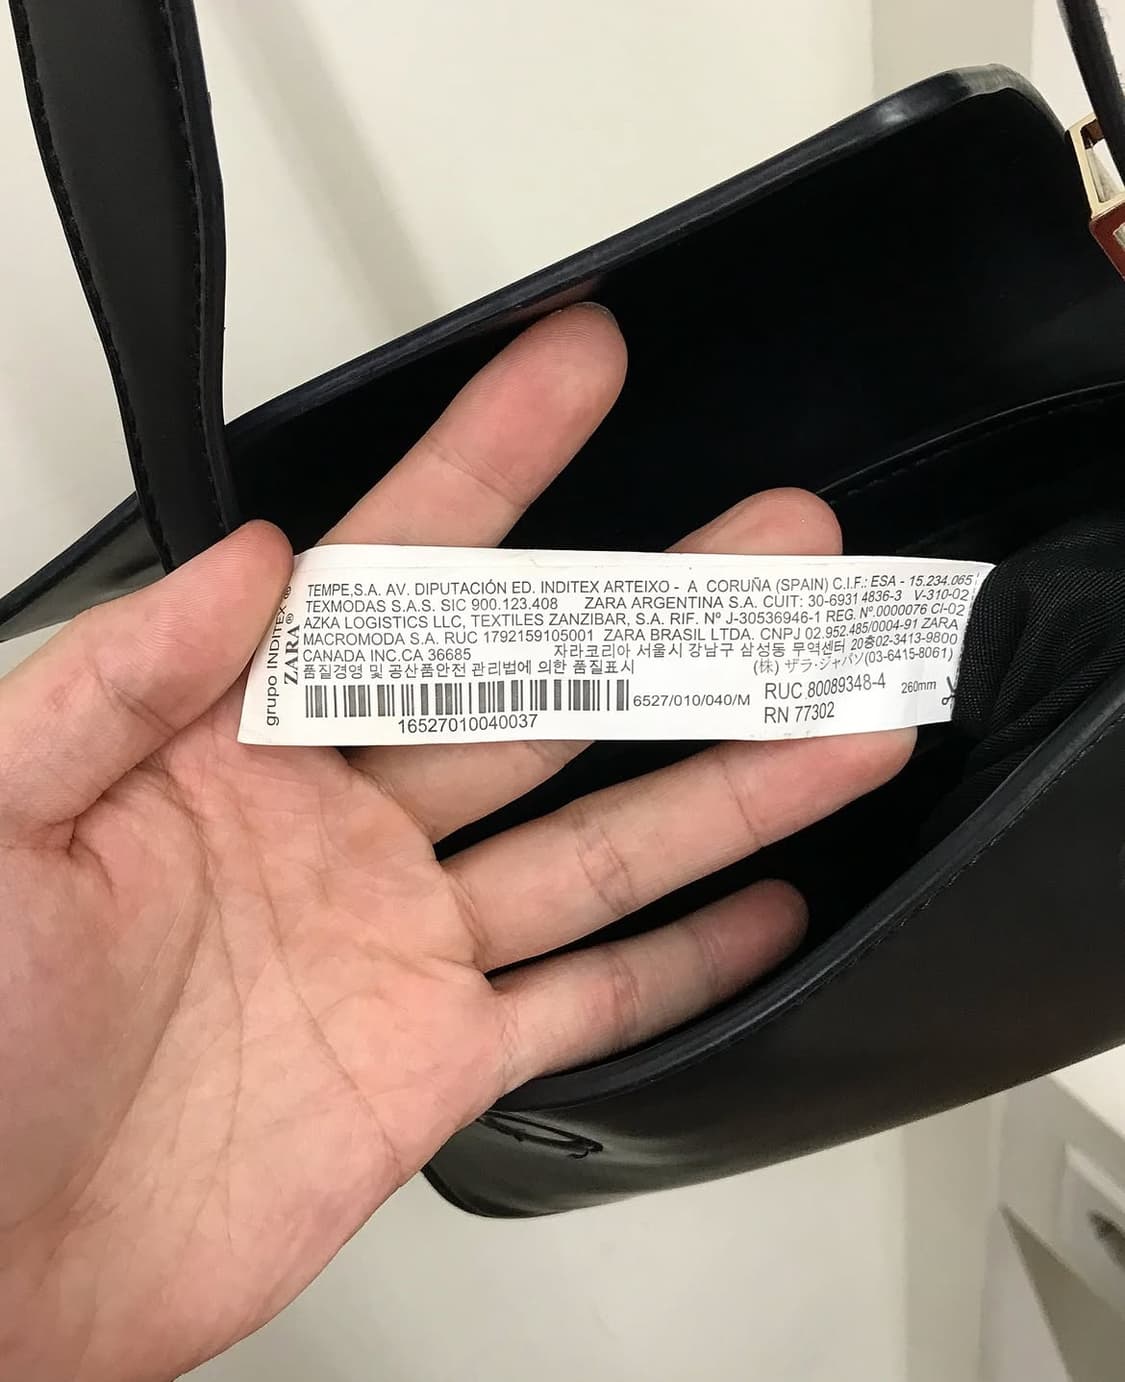 grupo INDITEX ®
ZARA®
TEMPE,S.A. AV. DIPUTACIÓN ED. INDITEX ARTEIXO - A CORUÑA (SPAIN) C.I.F.: ESA - 15.234.065
TEXMODAS S.A.S. SIC 900.123.408 ZARA ARGENTINA S.A. CUIT: 30-6931 4836-3 V-310-02
AZKA LOGISTICS LLC, TEXTILES ZANZIBAR, S.A. RIF. Nº J-30536946-1 REG. Nº.0000076 CI-02
MACROMODA S.A. RUC 1792159105001 ZARA BRASIL LTDA. CNPJ 02.952.485/0004-91 ZARA
CANADA INC.CA 36685 자라코리아 서울시 강남구 삼성동 무역센터 20층02-3413-9800
품질경영 및 공산품안전 관리법에 의한 품질표시 (株) ザラ·ジャパン(03-6415-8061)
16527010040037
6527/010/040/M
RUC 80089348-4 260mm
RN 77302